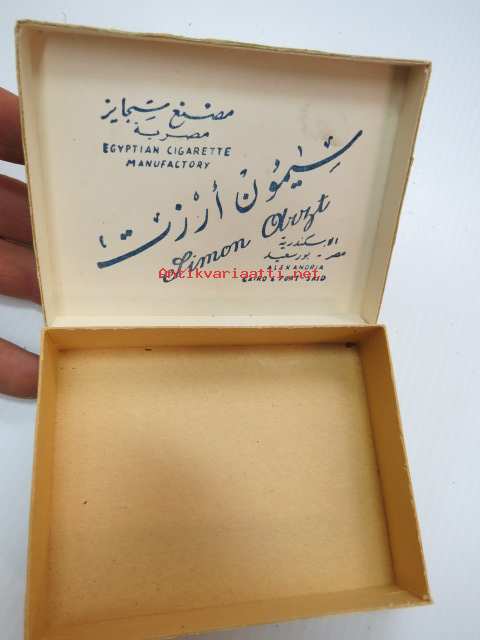 مصنع سجاير
مصرية
EGYPTIAN CIGARETTE
MANUFACTORY
سيمون أرزت
Simon Arzt
الاسكندرية
مصر - بورسعيد
ALEXANDRIA
CAIRO & PORT-SAID
Antikvariaatti.net